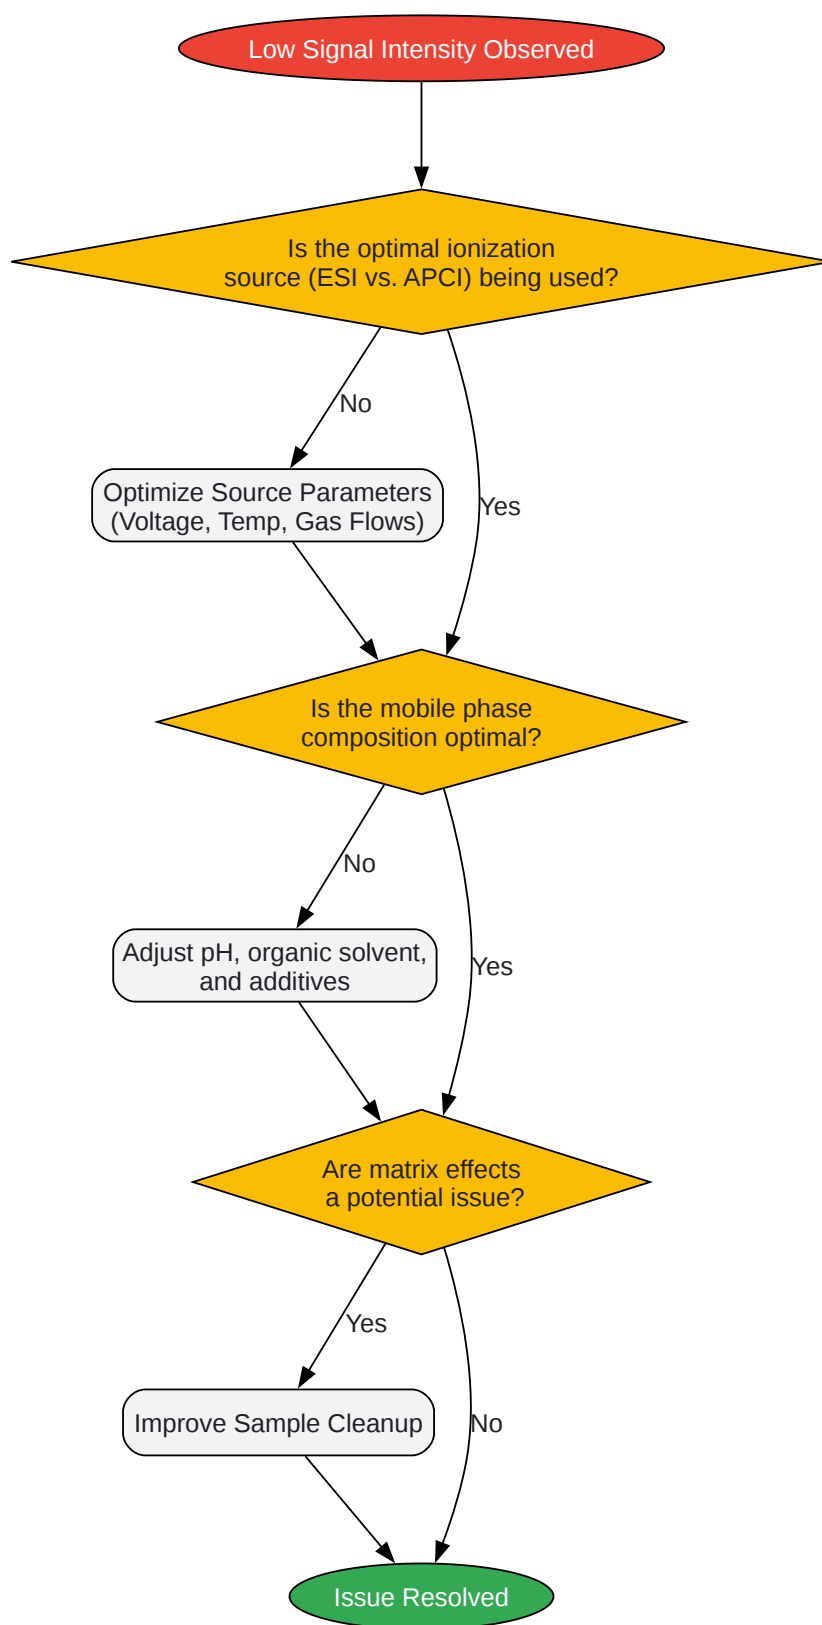 Low Signal Intensity Observed
Is the optimal ionization
source (ESI vs. APCI) being used?
No
Optimize Source Parameters
(Voltage, Temp, Gas Flows)
Yes
Is the mobile phase
composition optimal?
No
Adjust pH, organic solvent,
and additives
Yes
Are matrix effects
a potential issue?
Yes
Improve Sample Cleanup
No
Issue Resolved